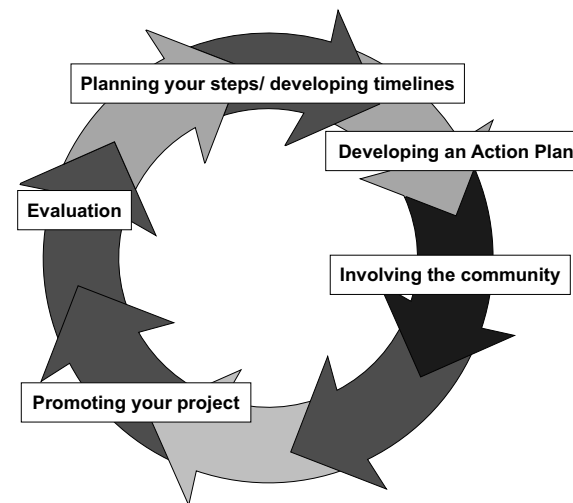 Planning your steps/ developing timelines
Developing an Action Plan
Involving the community
Promoting your project
Evaluation